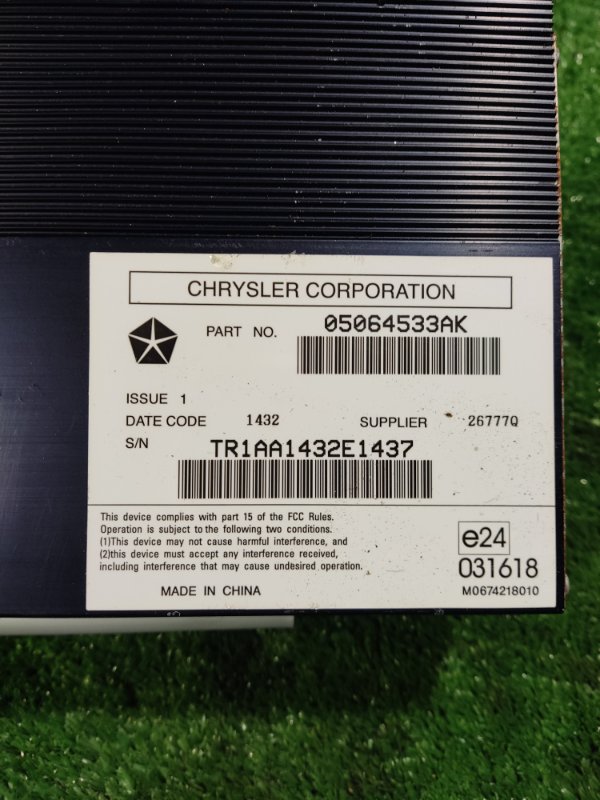 CHRYSLER CORPORATION
PART NO. 05064533AK
ISSUE 1
DATE CODE 1432 SUPPLIER 26777Q
S/N TR1AA1432E1437
This device complies with part 15 of the FCC Rules.
Operation is subject to the following two conditions.
(1)This device may not cause harmful interference, and
(2)this device must accept any interference received,
including interference that may cause undesired operation.
e24
031618
MADE IN CHINA M0674218010